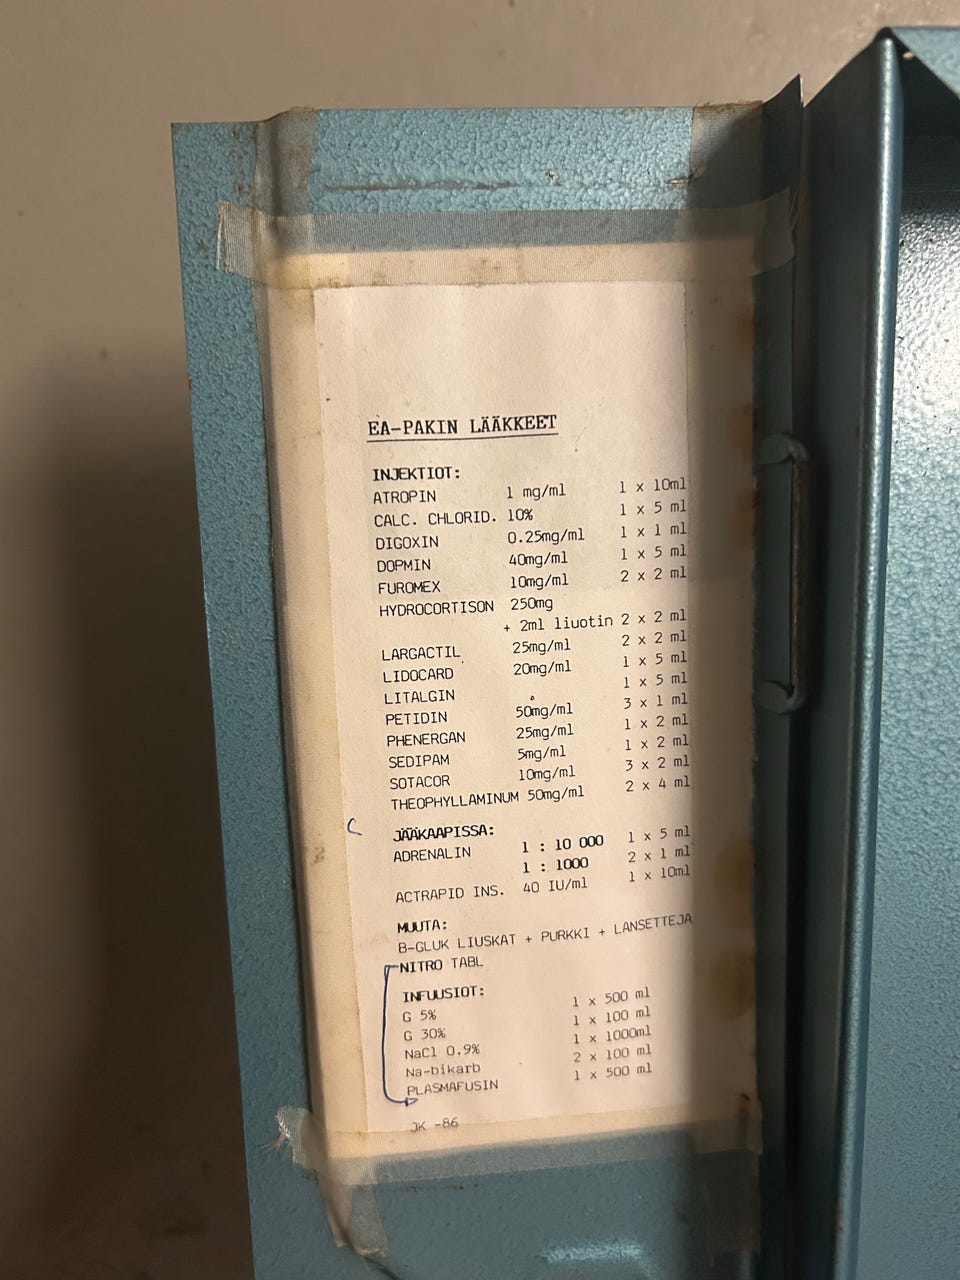 EA-PAKIN LÄÄKKEET
INJEKTIOT:
ATROPIN 1 mg/ml 1 x 10ml
CALC. CHLORID. 10% 1 x 5 ml
DIGOXIN 0.25mg/ml 1 x 1 ml
DOPMIN 40mg/ml 1 x 5 ml
FUROMEX 10mg/ml 2 x 2 ml
HYDROCORTISON 250mg
+ 2ml liuotin 2 x 2 ml
LARGACTIL 25mg/ml 2 x 2 ml
LIDOCARD 20mg/ml 1 x 5 ml
LITALGIN 1 x 5 ml
PETIDIN 50mg/ml 3 x 1 ml
PHENERGAN 25mg/ml 1 x 2 ml
SEDIPAM 5mg/ml 1 x 2 ml
SOTACOR 10mg/ml 3 x 2 ml
THEOPHYLLAMINUM 50mg/ml 2 x 4 ml
JÄÄKAAPISSA:
ADRENALIN 1 : 10 000 1 x 5 ml
1 : 1000 2 x 1 ml
ACTRAPID INS. 40 IU/ml 1 x 10ml
MUUTA:
B-GLUK LIUSKAT + PURKKI + LANSETTEJA
NITRO TABL
INFUUSIOT:
G 5% 1 x 500 ml
G 30% 1 x 100 ml
NaCl 0.9% 1 x 1000ml
Na-bikarb 2 x 100 ml
PLASMAFUSIN 1 x 500 ml
JK -86